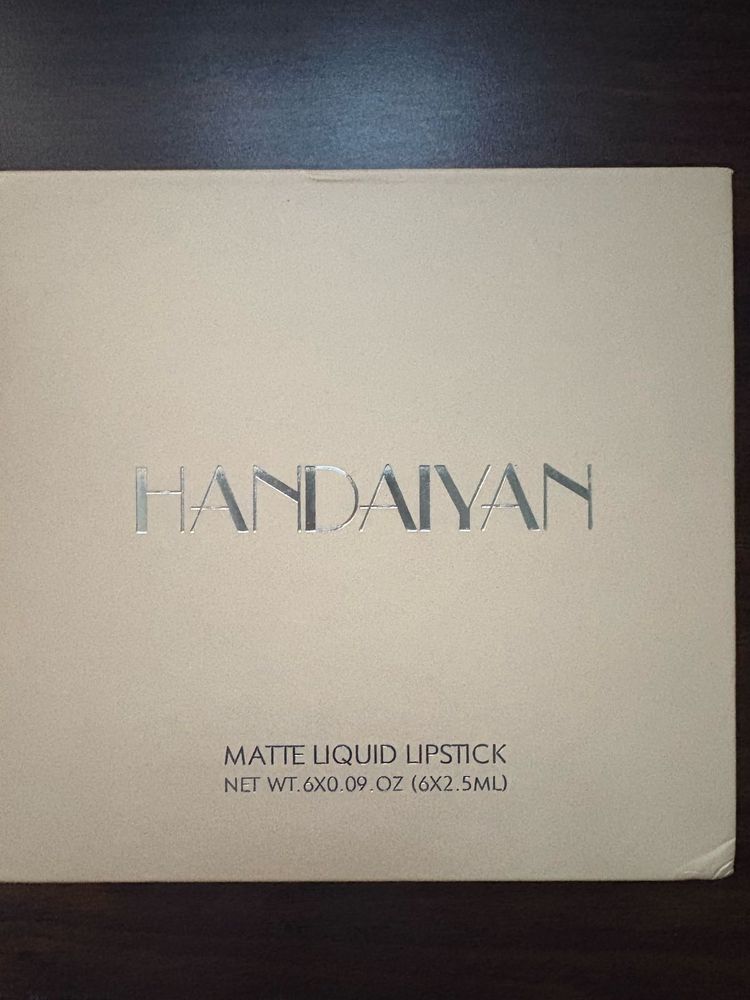 HANDAIYAN
MATTE LIQUID LIPSTICK
NET WT.6X0.09.OZ (6X2.5ML)